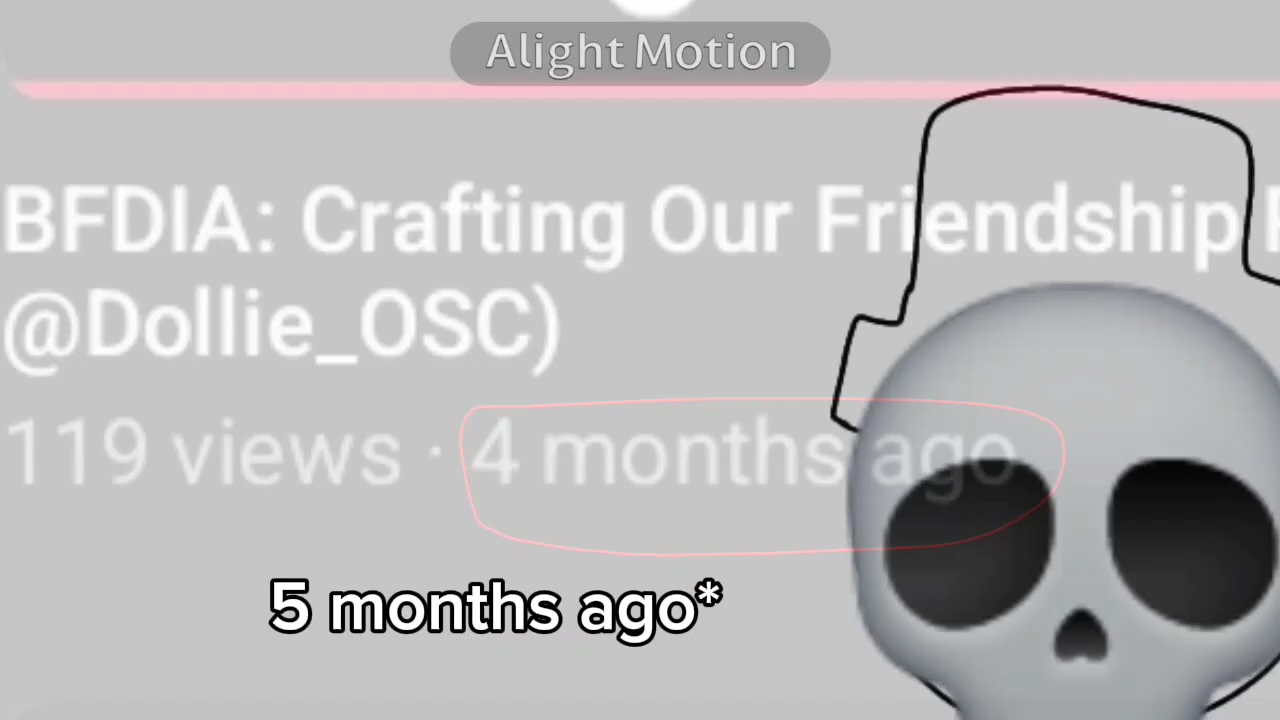 Alight Motion
BFDIA: Crafting Our Friendship
@Dollie_OSC)
119 views · 4 months ago
5 months ago*